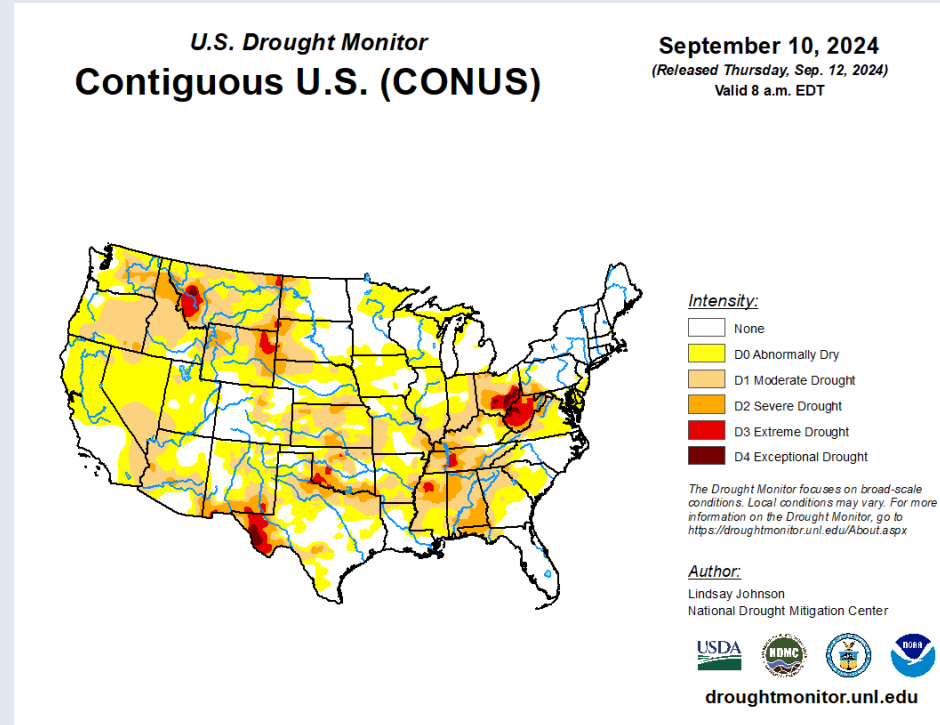 U.S. Drought Monitor
Contiguous U.S. (CONUS)
September 10, 2024
(Released Thursday, Sep. 12, 2024)
Valid 8 a.m. EDT
Intensity:
None
D0 Abnormally Dry
D1 Moderate Drought
D2 Severe Drought
D3 Extreme Drought
D4 Exceptional Drought
The Drought Monitor focuses on broad-scale
conditions. Local conditions may vary. For more
information on the Drought Monitor, go to
https://droughtmonitor.unl.edu/About.aspx
Author:
Lindsay Johnson
National Drought Mitigation Center
USDA
NDMC
NOAA
droughtmonitor.unl.edu